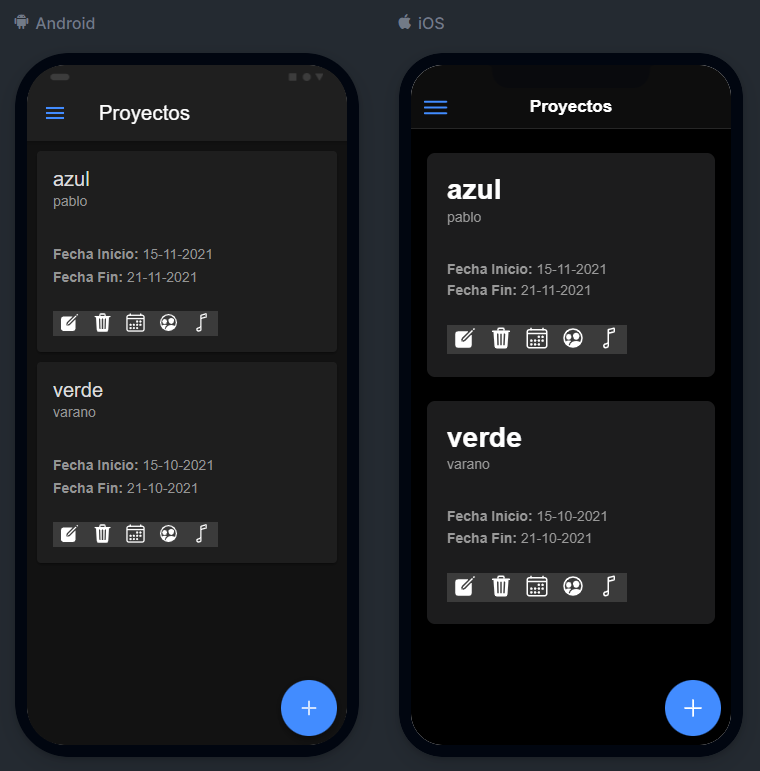 Android
Proyectos
azul
pablo
Fecha Inicio: 15-11-2021
Fecha Fin: 21-11-2021
verde
varano
Fecha Inicio: 15-10-2021
Fecha Fin: 21-10-2021
iOS
Proyectos
azul
pablo
Fecha Inicio: 15-11-2021
Fecha Fin: 21-11-2021
verde
varano
Fecha Inicio: 15-10-2021
Fecha Fin: 21-10-2021